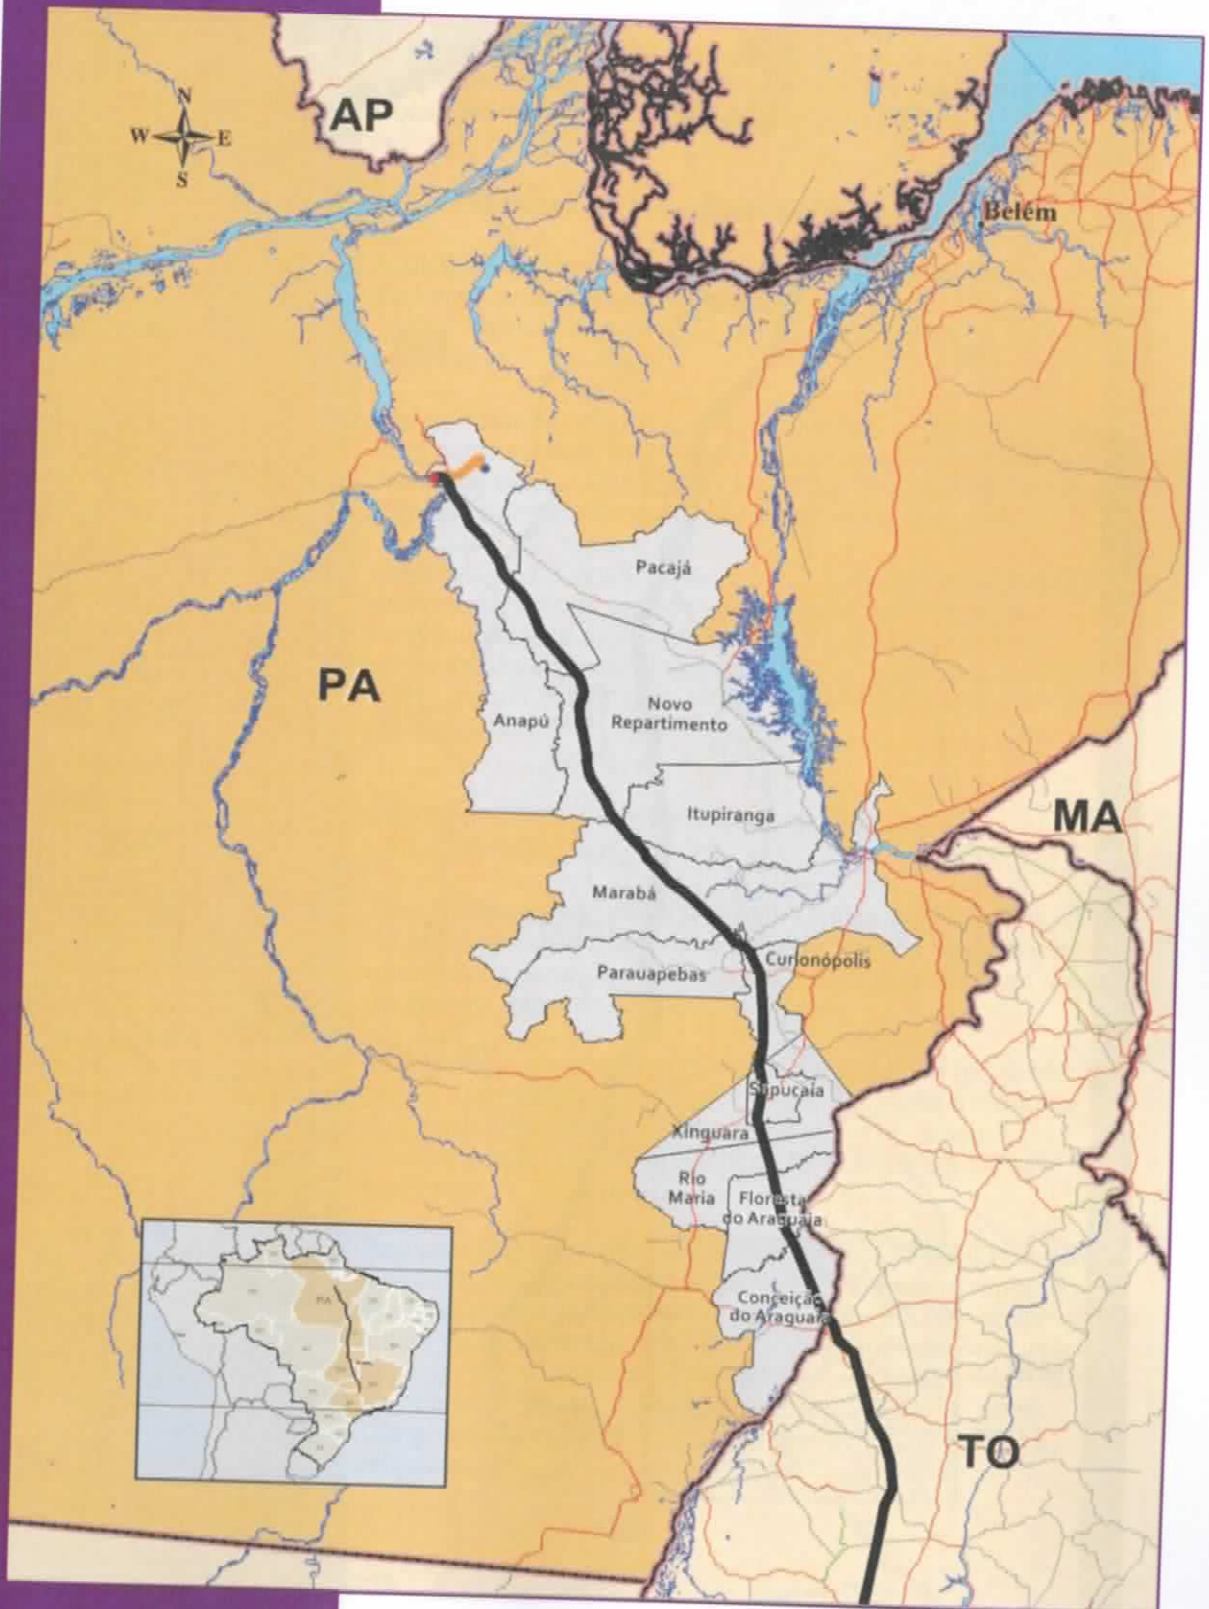 AP
N
W E
S
Belém
Pacajá
PA
Novo
Repartimento
Anapú
Itupiranga
MA
Marabá
Curionópolis
Parauapebas
Sapucaia
Xinguara
Rio
Maria
Floresta
do Araguaia
Conceição
do Araguaia
PA
TO